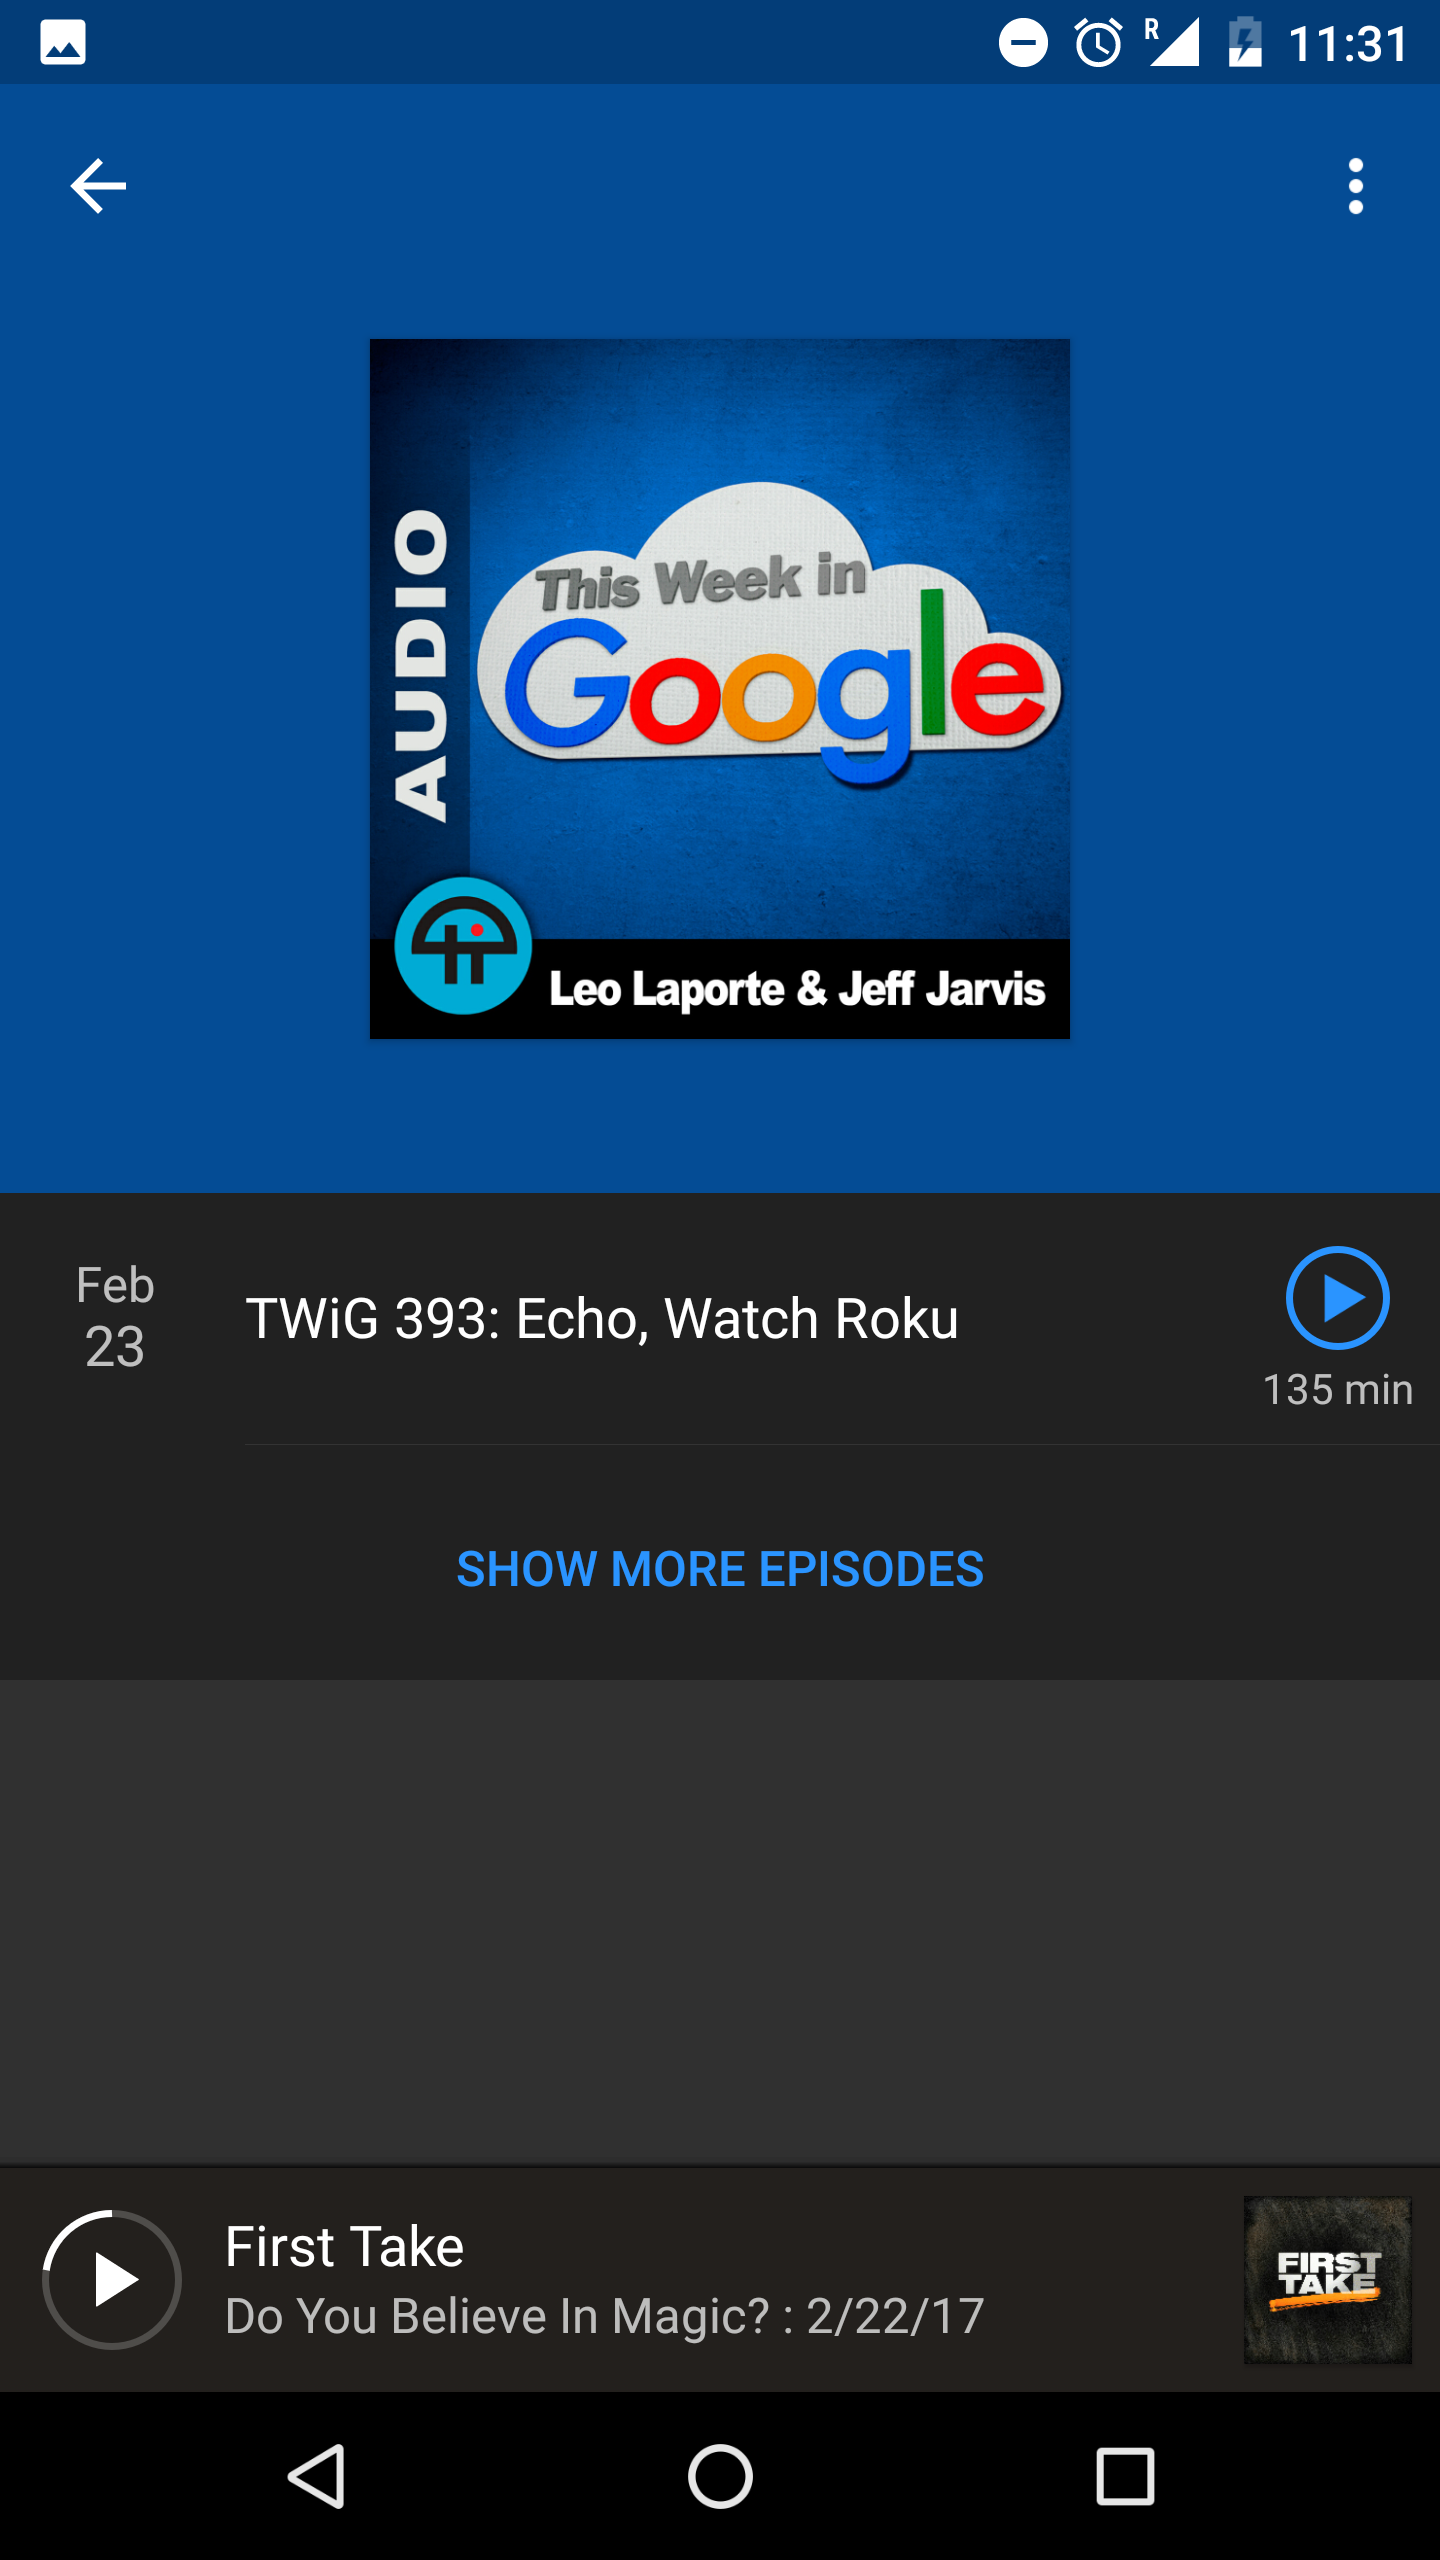 R 11:31
AUDIO
This Week in
Google
Leo Laporte & Jeff Jarvis
Feb
23
TWiG 393: Echo, Watch Roku
135 min
SHOW MORE EPISODES
First Take
Do You Believe In Magic? : 2/22/17
FIRST
TAKE